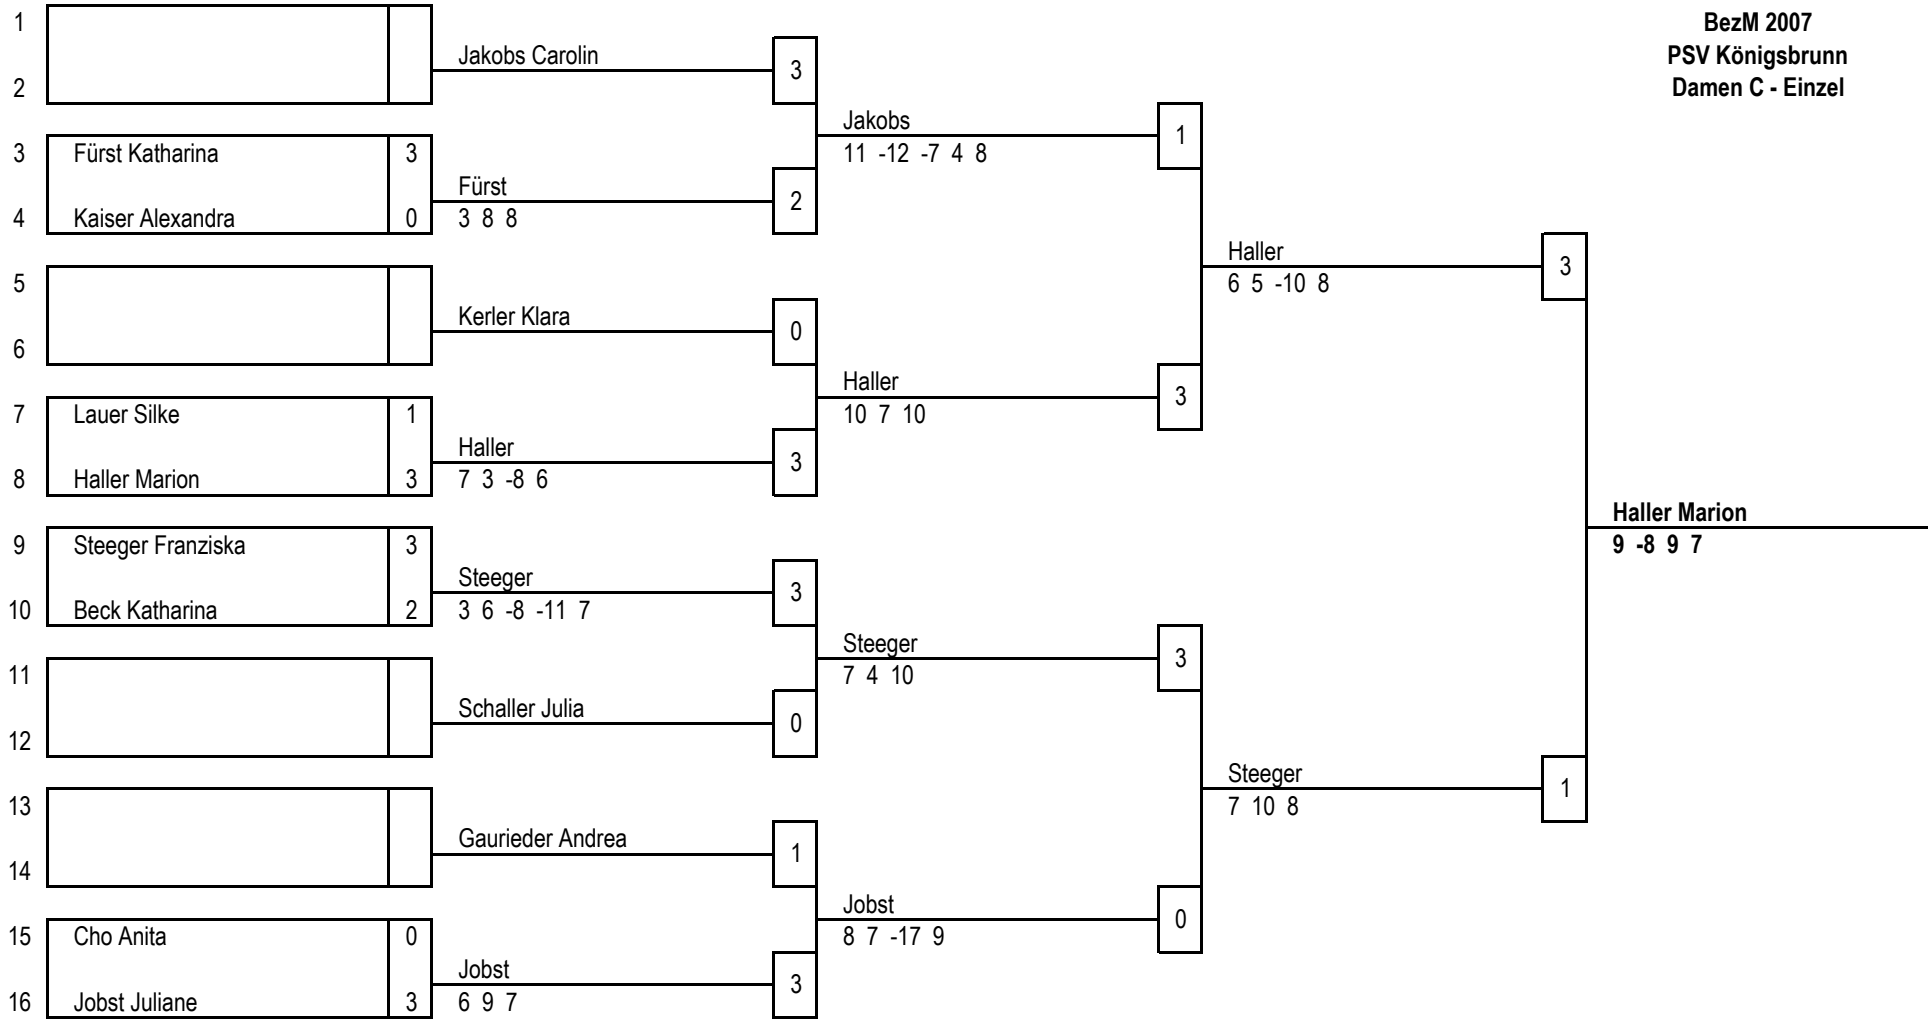 BezM 2007
PSV Königsbrunn
Damen C - Einzel
1
2
Jakobs Carolin 3
3 Fürst Katharina 3
4 Kaiser Alexandra 0
Fürst 2
3 8 8
Jakobs 1
11 -12 -7 4 8
5
6
Kerler Klara 0
7 Lauer Silke 1
8 Haller Marion 3
Haller 3
7 3 -8 6
Haller 3
10 7 10
Haller 3
6 5 -10 8
9 Steeger Franziska 3
10 Beck Katharina 2
Steeger 3
3 6 -8 -11 7
11
12
Schaller Julia 0
Steeger 3
7 4 10
13
14
Gaurieder Andrea 1
15 Cho Anita 0
16 Jobst Juliane 3
Jobst 3
6 9 7
Jobst 0
8 7 -17 9
Steeger 1
7 10 8
Haller Marion
9 -8 9 7